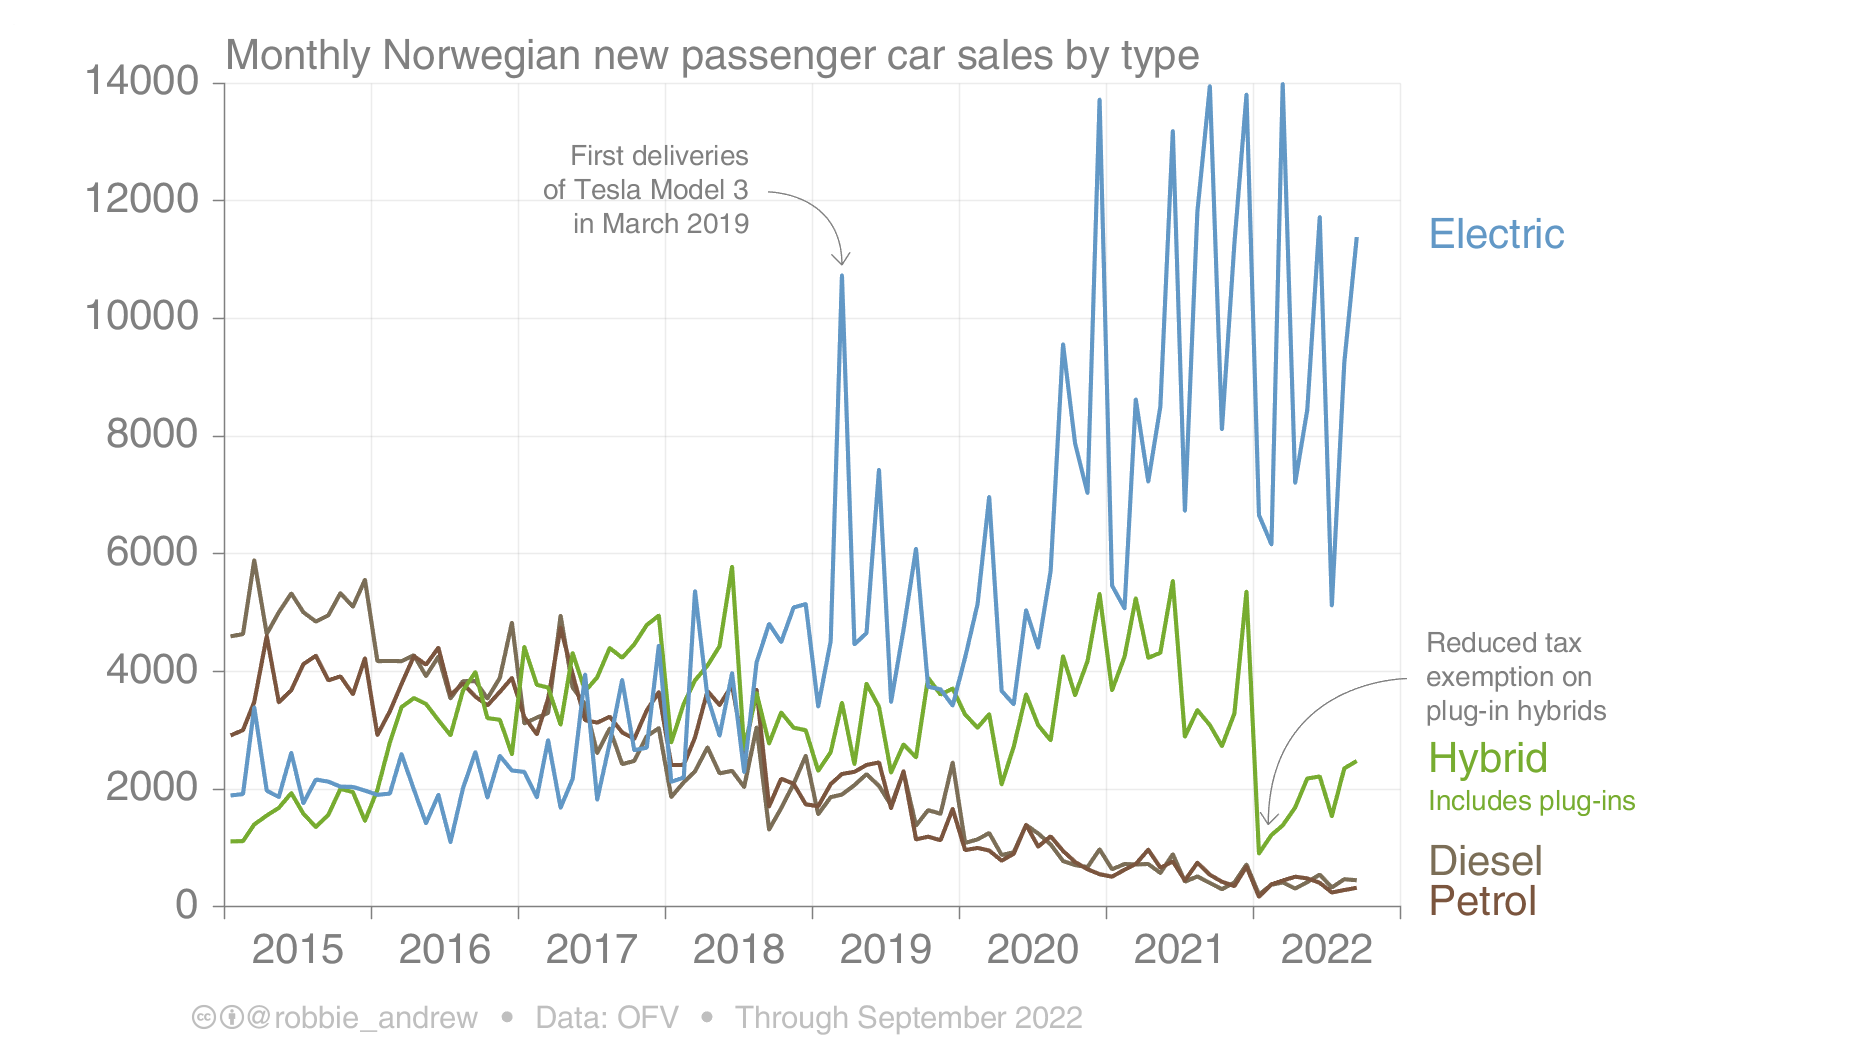 Monthly Norwegian new passenger car sales by type
14000
12000
10000
8000
6000
4000
2000
0
First deliveries
of Tesla Model 3
in March 2019
Electric
Reduced tax
exemption on
plug-in hybrids
Hybrid
Includes plug-ins
Diesel
Petrol
2015 2016 2017 2018 2019 2020 2021 2022
cc @robbie_andrew • Data: OFV • Through September 2022